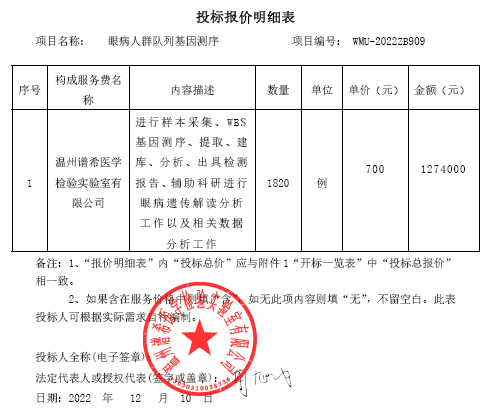 投标报价明细表
项目名称： 眼病人群队列基因测序 项目编号： WMU-2022ZB909
序号 构成服务费名称 内容描述 数量 单位 单价（元） 金额（元）
1 温州谱希医学检验实验室有限公司 进行样本采集、WES 1820 例 700 1274000
基因测序、提取、建
库、分析、出具检测
报告、辅助科研进行
眼病遗传解读分析
工作以及相关数据
分析工作
备注：1、“报价明细表”内“投标总价”应与附件 1“开标一览表”中“投标总报价”
相一致。
2、如果含在服务价格中则填“含”，如无此项内容则填“无”，不留空白。此表
投标人可根据实际需求自行编制。
投标人全称(电子签章)：
法定代表人或授权代表(签字或盖章)：
日期：2022 年 12 月 10 日